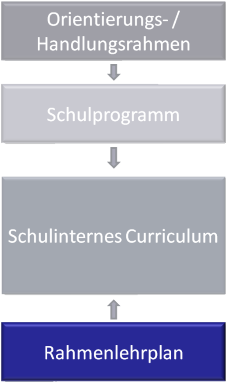 Orientierungs- /
Handlungsrahmen
Schulprogramm
Schulinternes Curriculum
Rahmenlehrplan